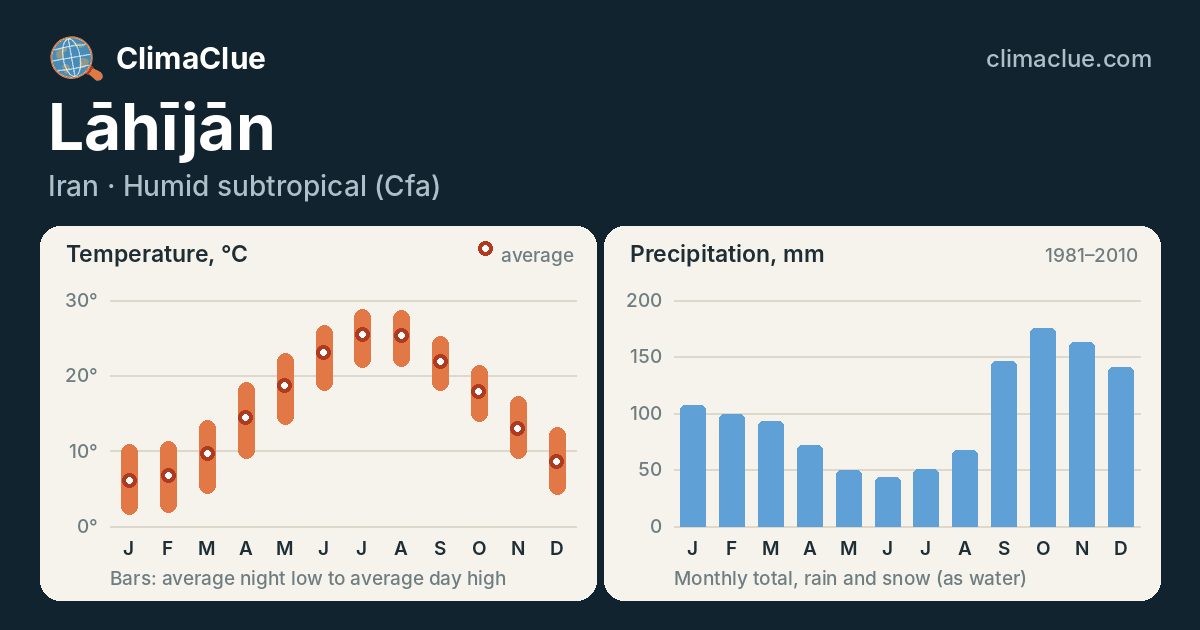 ClimaClue
climaclue.com
Lāhījān
Iran · Humid subtropical (Cfa)
Temperature, °C
average
30°
20°
10°
0°
J F M A M J J A S O N D
Bars: average night low to average day high
Precipitation, mm
1981–2010
200
150
100
50
0
J F M A M J J A S O N D
Monthly total, rain and snow (as water)